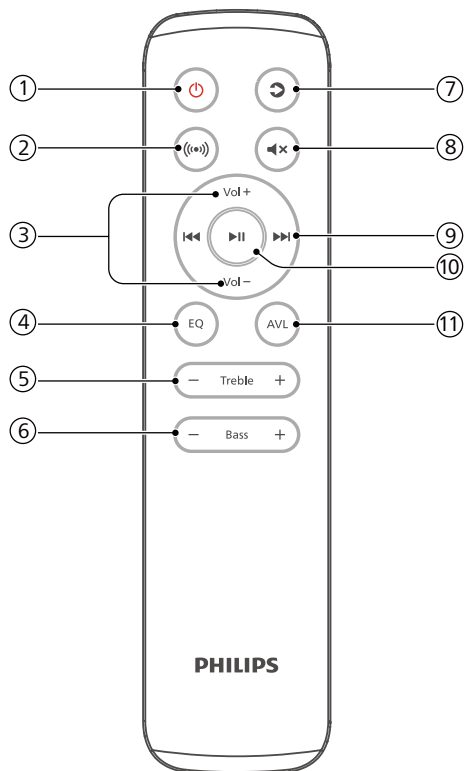 ① ⑦
② ⑧
Vol +
③ ⑨
⑩
Vol −
④ EQ AVL ⑪
⑤ − Treble +
⑥ − Bass +
PHILIPS